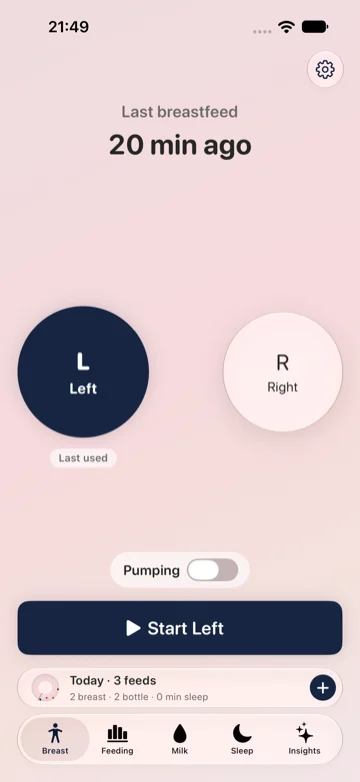 21:49
Last breastfeed
20 min ago
L
Left
R
Right
Last used
Pumping
Start Left
Today · 3 feeds
2 breast · 2 bottle · 0 min sleep
Breast
Feeding
Milk
Sleep
Insights